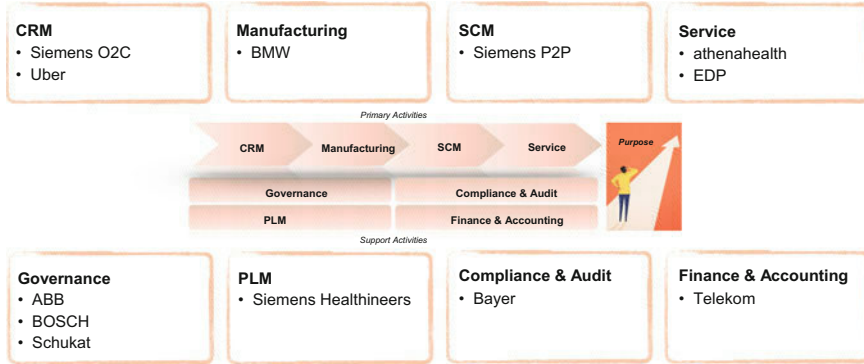 CRM
• Siemens O2C
• Uber
Manufacturing
• BMW
SCM
• Siemens P2P
Service
• athenahealth
• EDP
Primary Activities
CRM
Manufacturing
SCM
Service
Purpose
Governance
Compliance & Audit
PLM
Finance & Accounting
Support Activities
Governance
• ABB
• BOSCH
• Schukat
PLM
• Siemens Healthineers
Compliance & Audit
• Bayer
Finance & Accounting
• Telekom